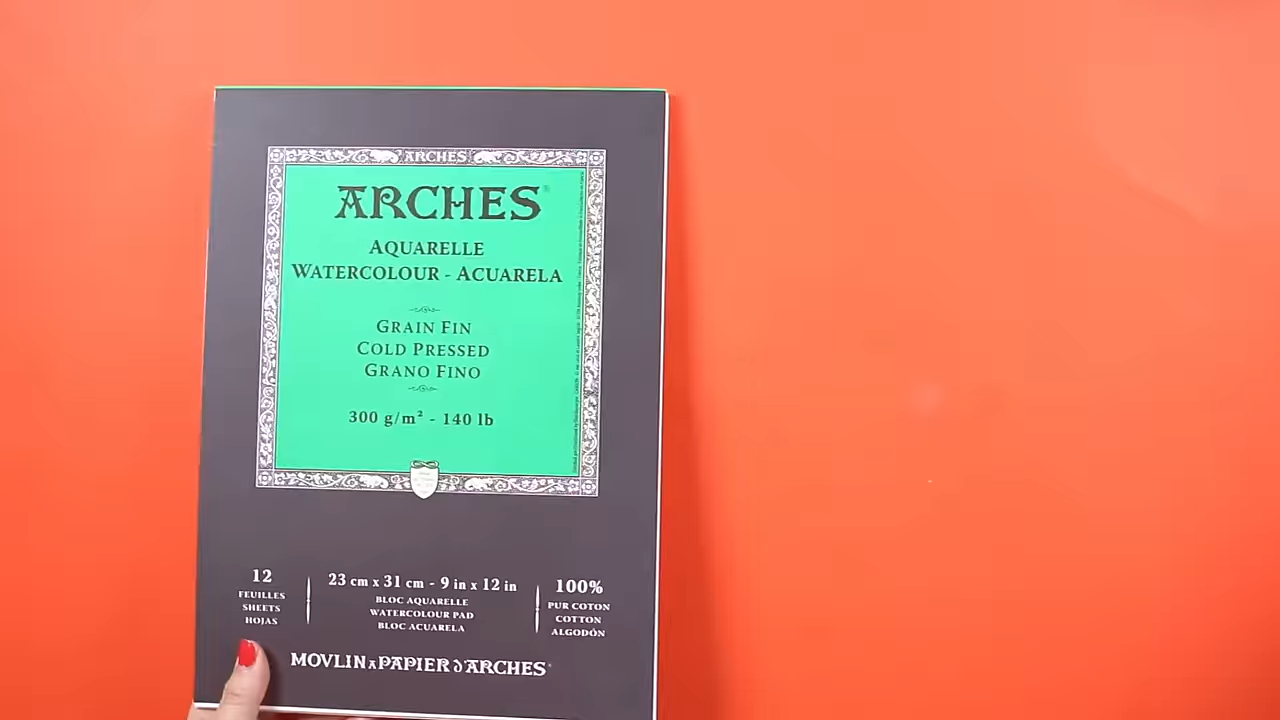 ARCHES
ARCHES®
AQUARELLE
WATERCOLOUR - ACUARELA
GRAIN FIN
COLD PRESSED
GRANO FINO
300 g/m² - 140 lb
12
FEUILLES
SHEETS
HOJAS
23 cm x 31 cm - 9 in x 12 in
BLOC AQUARELLE
WATERCOLOUR PAD
BLOC ACUARELA
100%
PUR COTON
COTTON
ALGODÓN
MOVLIN À PAPIER D'ARCHES®